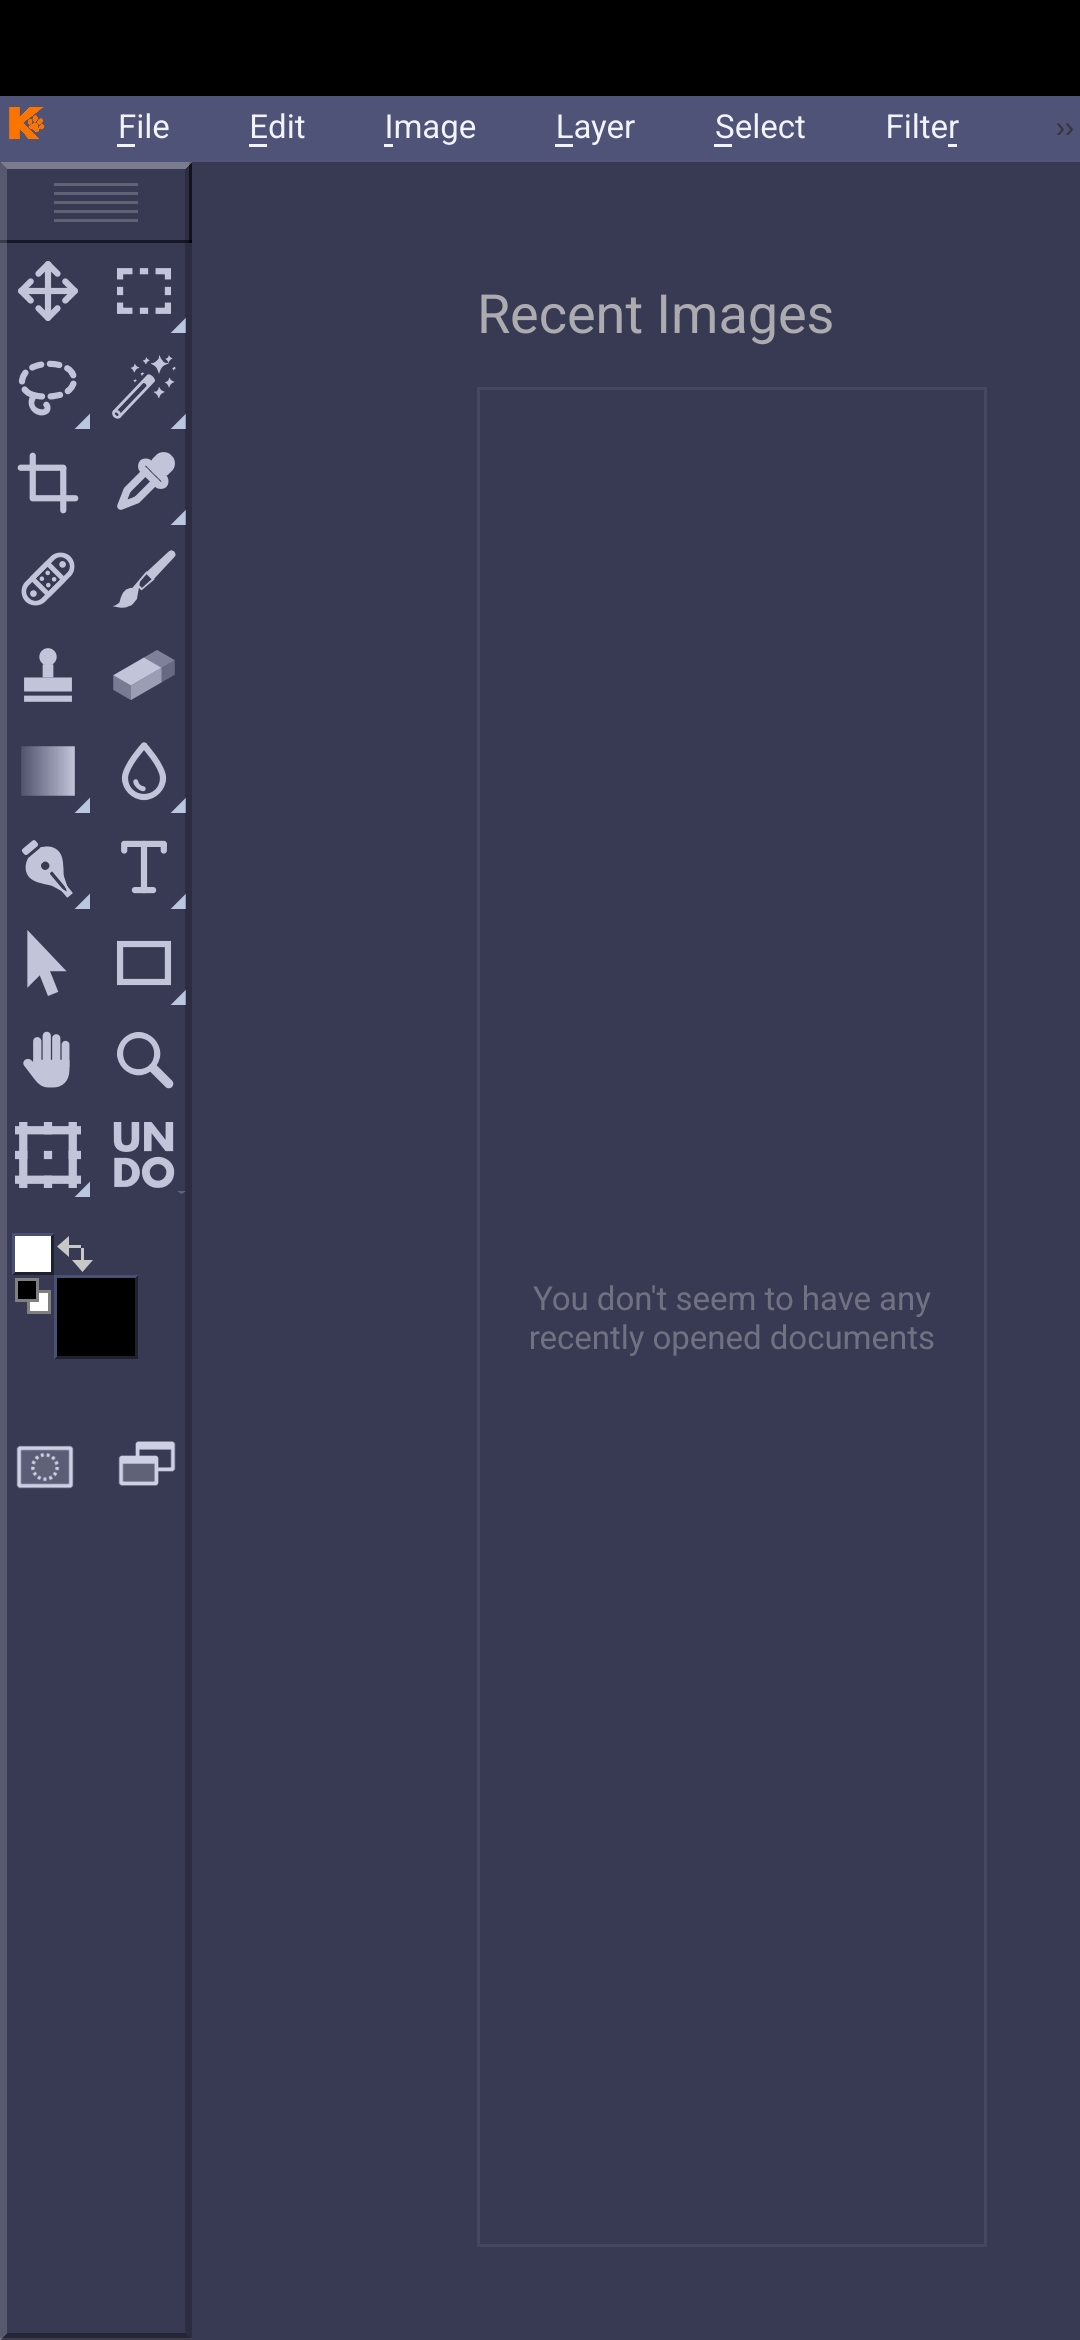 K
File Edit Image Layer Select Filter »
Recent Images
T
UN
DO
You don't seem to have any
recently opened documents